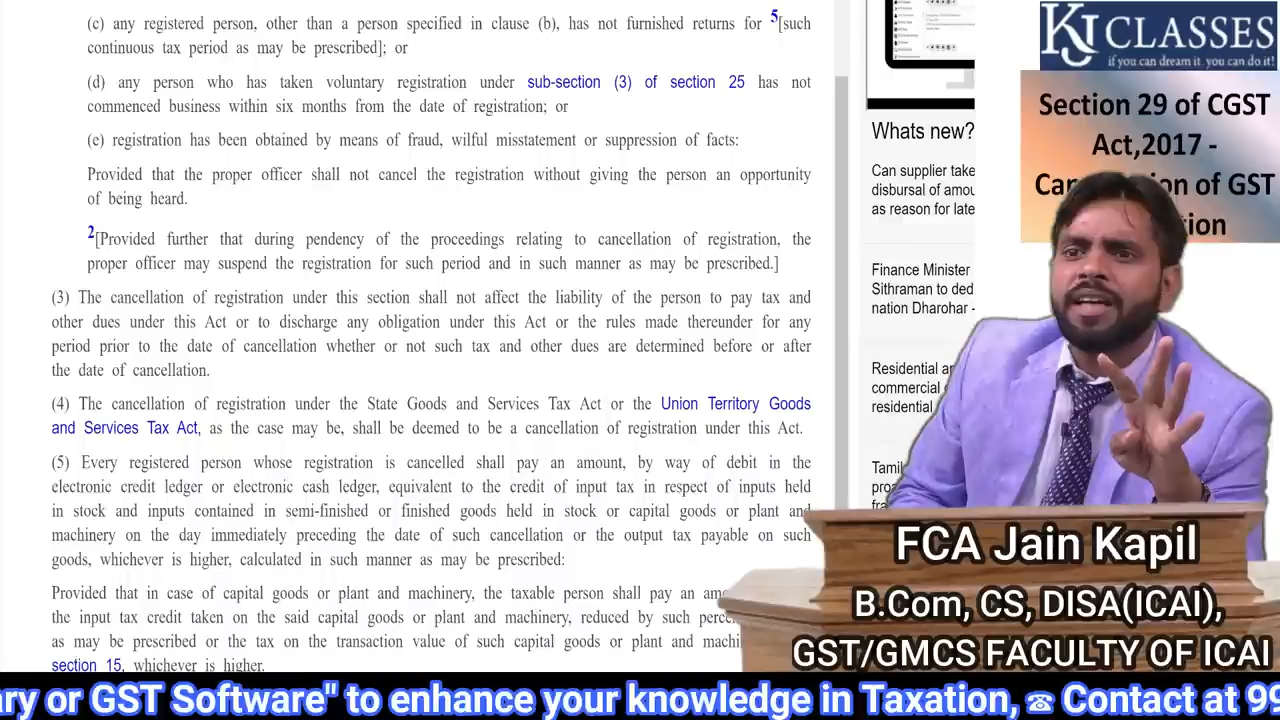 (c) any registered person, other than a person specified in clause (b), has not furnished returns for 5[such
continuous tax period as may be prescribed]; or
(d) any person who has taken voluntary registration under sub-section (3) of section 25 has not
commenced business within six months from the date of registration; or
(e) registration has been obtained by means of fraud, wilful misstatement or suppression of facts:
Provided that the proper officer shall not cancel the registration without giving the person an opportunity
of being heard.
2[Provided further that during pendency of the proceedings relating to cancellation of registration, the
proper officer may suspend the registration for such period and in such manner as may be prescribed.]
(3) The cancellation of registration under this section shall not affect the liability of the person to pay tax and
other dues under this Act or to discharge any obligation under this Act or the rules made thereunder for any
period prior to the date of cancellation whether or not such tax and other dues are determined before or after
the date of cancellation.
(4) The cancellation of registration under the State Goods and Services Tax Act or the Union Territory Goods
and Services Tax Act, as the case may be, shall be deemed to be a cancellation of registration under this Act.
(5) Every registered person whose registration is cancelled shall pay an amount, by way of debit in the
electronic credit ledger or electronic cash ledger, equivalent to the credit of input tax in respect of inputs held
in stock and inputs contained in semi-finished or finished goods held in stock or capital goods or plant and
machinery on the day immediately preceding the date of such cancellation or the output tax payable on such
goods, whichever is higher, calculated in such manner as may be prescribed:
Provided that in case of capital goods or plant and machinery, the taxable person shall pay an
the input tax credit taken on the said capital goods or plant and machinery, reduced by such
as may be prescribed or the tax on the transaction value of such capital goods or plant and
section 15, whichever is higher.
Whats new?
Can supplier take
disbursal of
as reason for
Finance Minister
Sithraman to
nation Dharohar -
Residential
commercial
residential
KJ CLASSES
if you can dream it you can do it!
Section 29 of CGST
Act,2017 -
of GST
FCA Jain Kapil
B.Com, CS, DISA(ICAI),
GST/GMCS FACULTY OF ICAI
or GST Software" to enhance your knowledge in Taxation, ☎ Contact at